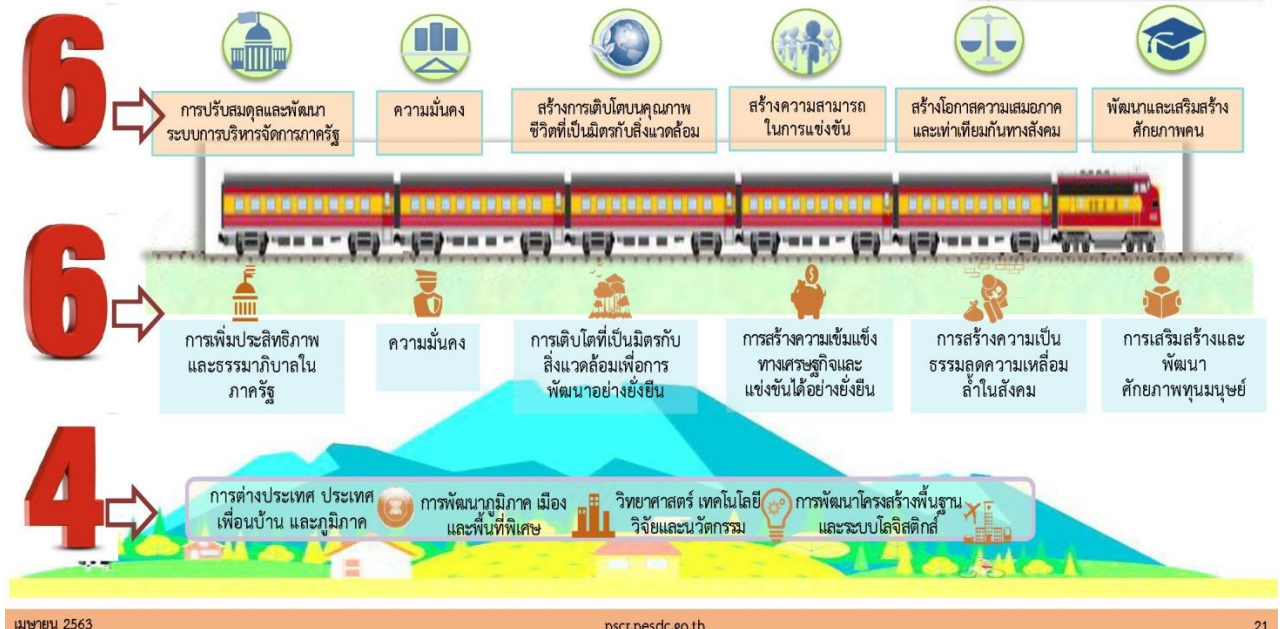 6
การปรับสมดุลและพัฒนา
ระบบการบริหารจัดการภาครัฐ
ความมั่นคง
สร้างการเติบโตบนคุณภาพ
ชีวิตที่เป็นมิตรกับสิ่งแวดล้อม
สร้างความสามารถ
ในการแข่งขัน
สร้างโอกาสความเสมอภาค
และเท่าเทียมกันทางสังคม
พัฒนาและเสริมสร้าง
ศักยภาพคน
6
การเพิ่มประสิทธิภาพ
และธรรมาภิบาลใน
ภาครัฐ
ความมั่นคง
การเติบโตที่เป็นมิตรกับ
สิ่งแวดล้อมเพื่อการ
พัฒนาอย่างยั่งยืน
การสร้างความเข้มแข็ง
ทางเศรษฐกิจและ
แข่งขันได้อย่างยั่งยืน
การสร้างความเป็น
ธรรมลดความเหลื่อม
ล้ำในสังคม
การเสริมสร้างและ
พัฒนา
ศักยภาพทุนมนุษย์
4
การต่างประเทศ ประเทศ
เพื่อนบ้าน และภูมิภาค
การพัฒนาภูมิภาค เมือง
และพื้นที่พิเศษ
วิทยาศาสตร์ เทคโนโลยี
วิจัยและนวัตกรรม
การพัฒนาโครงสร้างพื้นฐาน
และระบบโลจิสติกส์
เมษายน 2563
nscr.nesdc.go.th
21